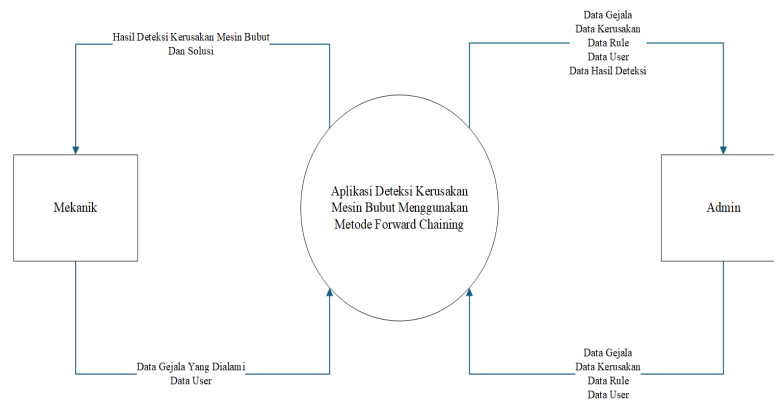 Hasil Deteksi Kerusakan Mesin Bubut
Dan Solusi
Data Gejala
Data Kerusakan
Data Rule
Data User
Data Hasil Deteksi
Mekanik
Aplikasi Deteksi Kerusakan
Mesin Bubut Menggunakan
Metode Forward Chaining
Admin
Data Gejala Yang Dialami
Data User
Data Gejala
Data Kerusakan
Data Rule
Data User